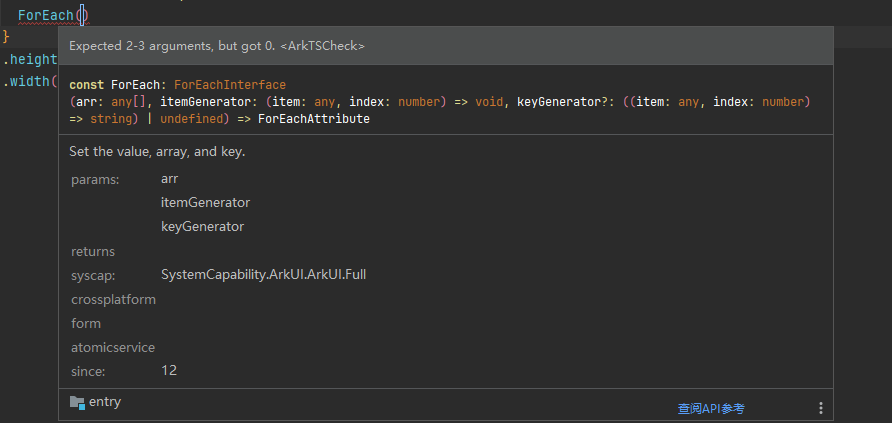 ForEach()
}
.height
.width(
Expected 2-3 arguments, but got 0. <ArkTSCheck>
const ForEach: ForEachInterface
(arr: any[], itemGenerator: (item: any, index: number) => void, keyGenerator?: ((item: any, index: number)
=> string) | undefined) => ForEachAttribute
Set the value, array, and key.
params: arr
itemGenerator
keyGenerator
returns
syscap: SystemCapability.ArkUI.ArkUI.Full
crossplatform
form
atomicservice
since: 12
entry
查阅API参考